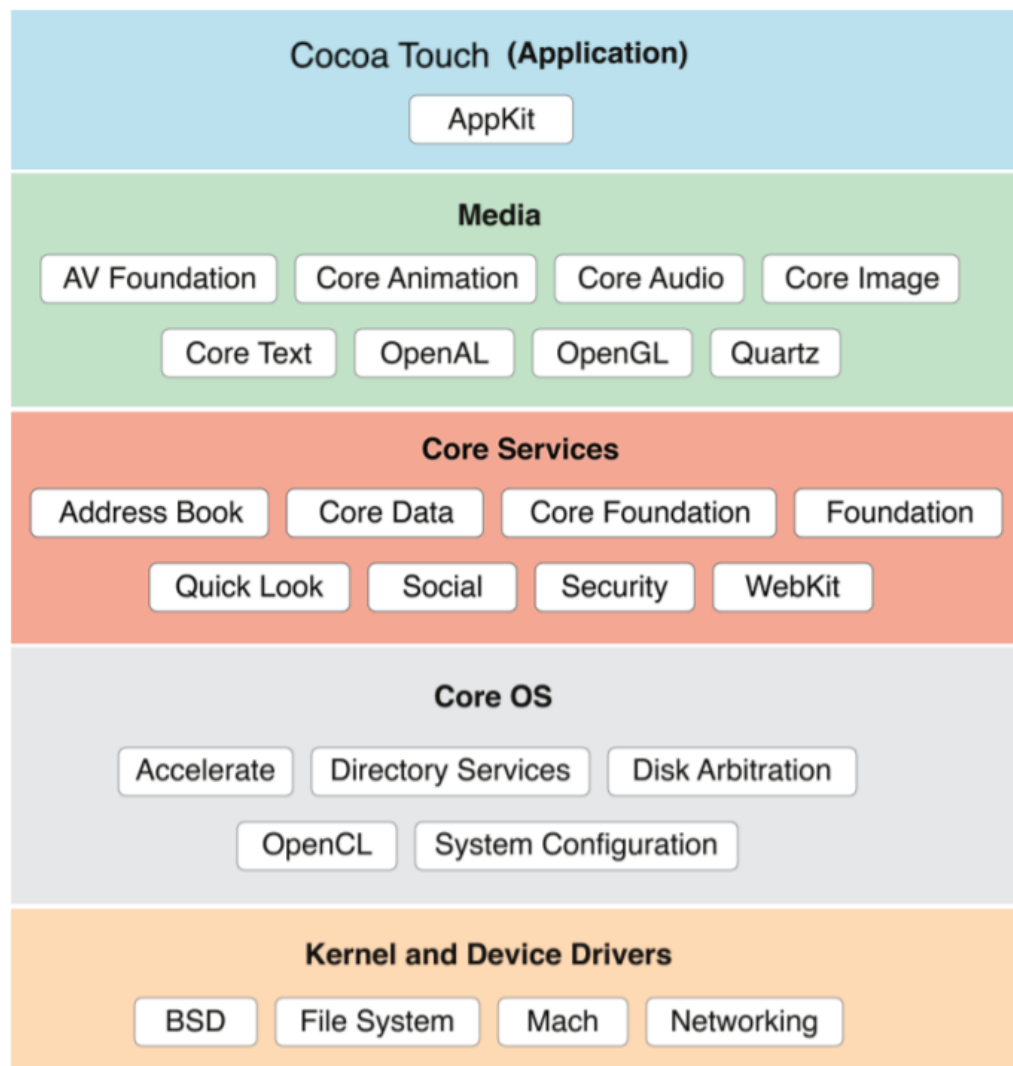 Cocoa Touch (Application)
AppKit
Media
AV Foundation Core Animation Core Audio Core Image
Core Text OpenAL OpenGL Quartz
Core Services
Address Book Core Data Core Foundation Foundation
Quick Look Social Security WebKit
Core OS
Accelerate Directory Services Disk Arbitration
OpenCL System Configuration
Kernel and Device Drivers
BSD File System Mach Networking